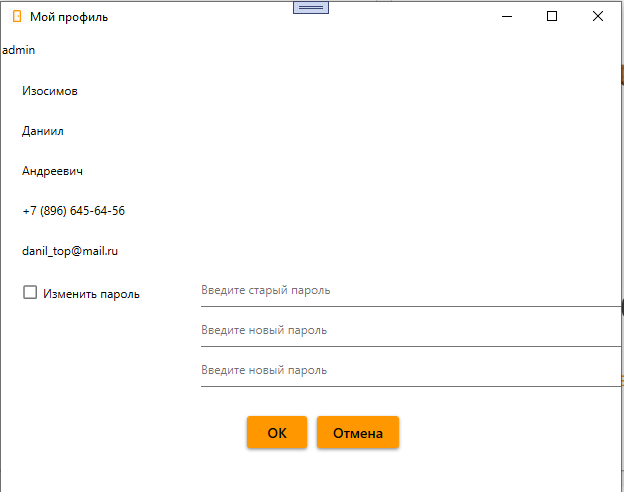 Мой профиль
admin
Изосимов
Даниил
Андреевич
+7 (896) 645-64-56
danil_top@mail.ru
Изменить пароль
Введите старый пароль
Введите новый пароль
Введите новый пароль
ОК Отмена